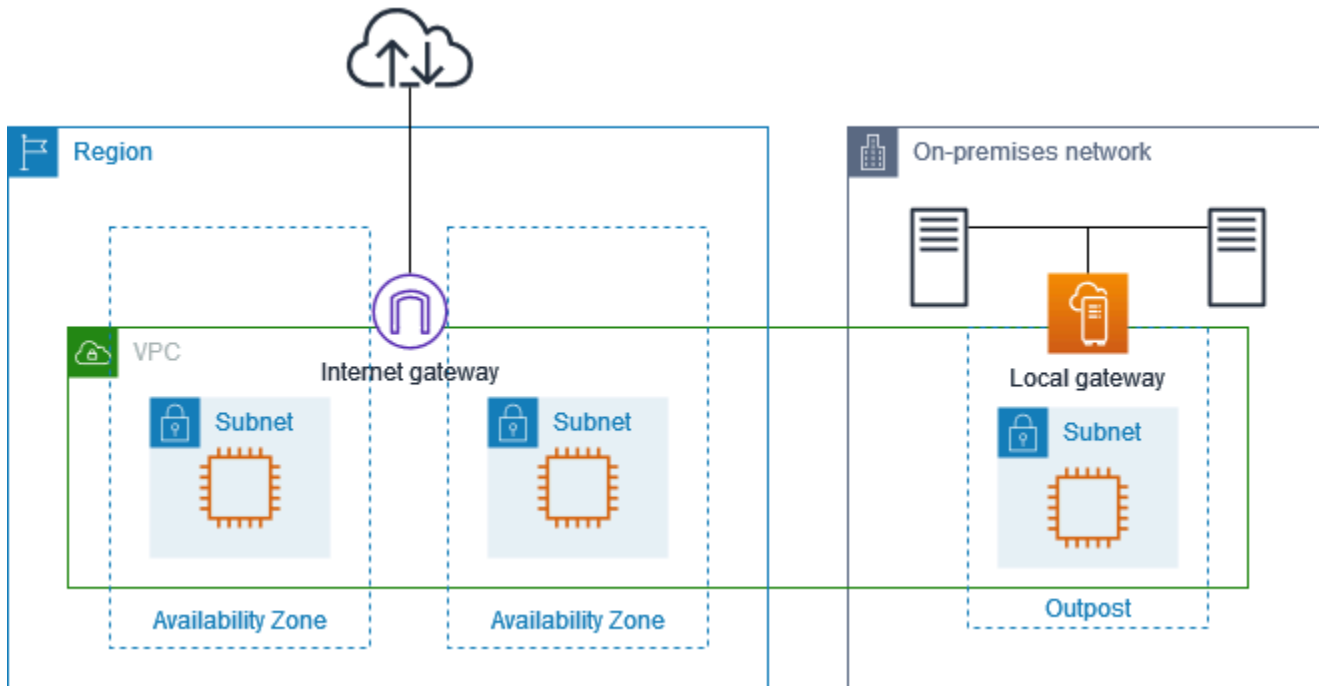 Region
On-premises network
VPC
Internet gateway
Local gateway
Subnet
Subnet
Subnet
Availability Zone
Availability Zone
Outpost